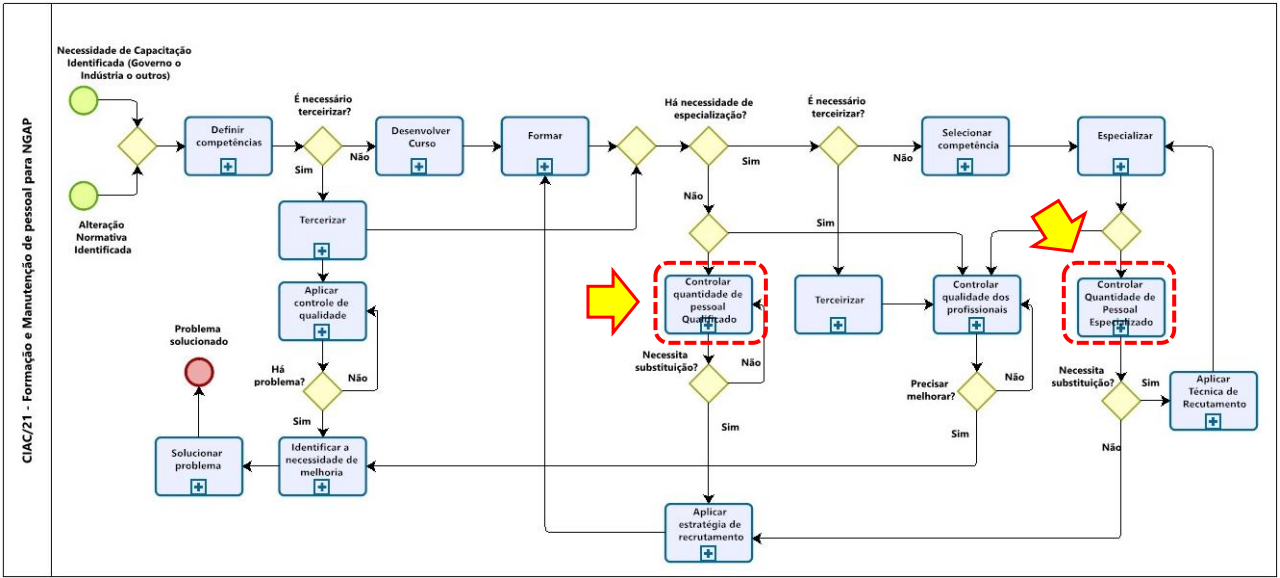 CIAC/21 - Formação e Manutenção de pessoal para NGAP
Necessidade de Capacitação
Identificada (Governo o
Indústria o outros)
Alteração
Normativa
Identificada
Definir
competências
É necessário
terceirizar?
Não
Sim
Desenvolver
Curso
Formar
Há necessidade de
especialização?
Sim
Não
É necessário
terceirizar?
Não
Sim
Selecionar
competência
Especializar
Tercerizar
Aplicar
controle de
qualidade
Há
problema?
Não
Sim
Problema
solucionado
Solucionar
problema
Identificar a
necessidade de
melhoria
Controlar
quantidade de
pessoal
Qualificado
Necessita
substituição?
Não
Sim
Terceirizar
Controlar
qualidade dos
profissionais
Precisar
melhorar?
Não
Sim
Controlar
Quantidade de
Pessoal
Especializado
Necessita
substituição?
Sim
Não
Aplicar
Técnica de
Recutamento
Aplicar
estratégia de
recrutamento